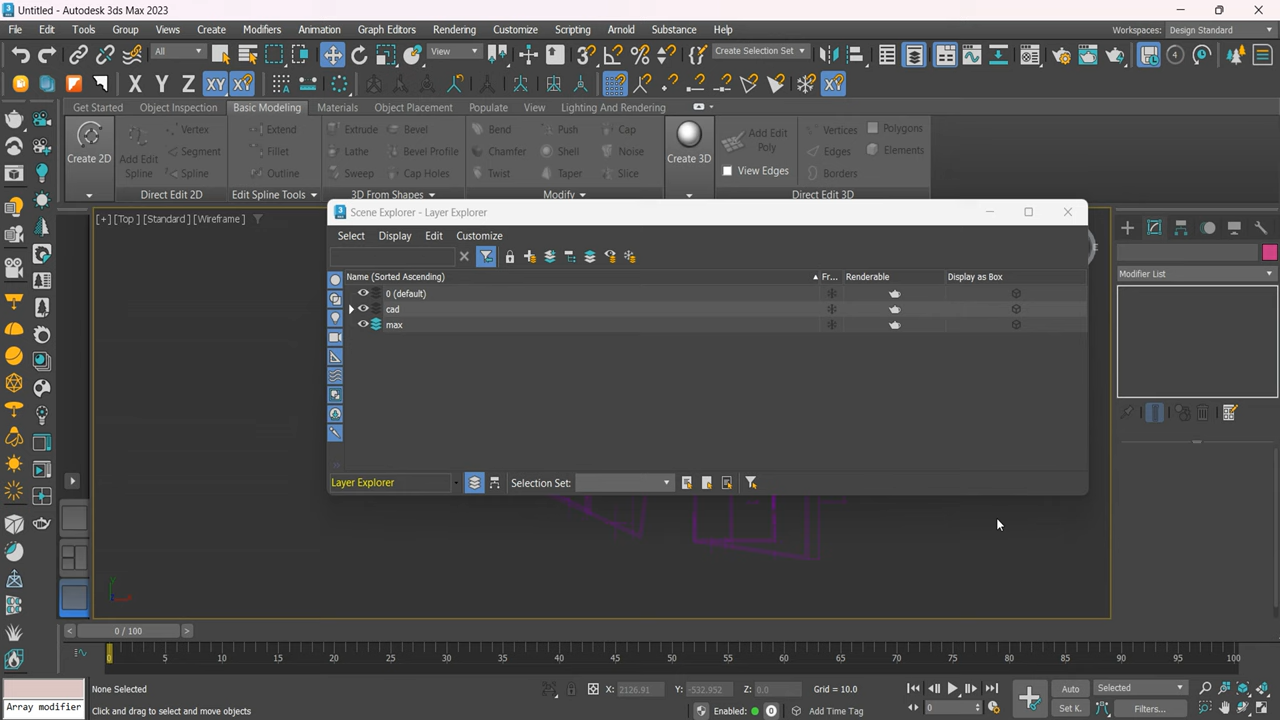 Untitled - Autodesk 3ds Max 2023
File Edit Tools Group Views Create Modifiers Animation Graph Editors Rendering Customize Scripting Arnold Substance Help
Workspaces: Design Standard
All View Create Selection Set
X Y Z XY X?
Get Started Object Inspection Basic Modeling Materials Object Placement Populate View Lighting And Rendering
Vertex Extend Extrude Bevel Bend Push Cap Vertices Polygons
Create 2D Add Edit Spline Segment Fillet Lathe Bevel Profile Chamfer Shell Noise Create 3D Add Edit Poly Edges Elements
Spline Outline Sweep Cap Holes Twist Taper Slice View Edges Borders
Direct Edit 2D Edit Spline Tools 3D From Shapes Modify Direct Edit 3D
[+] [Top ] [Standard ] [Wireframe ]
Scene Explorer - Layer Explorer
Select Display Edit Customize
Name (Sorted Ascending) Fr... Renderable Display as Box
0 (default)
cad
max
Layer Explorer Selection Set:
Modifier List
0 / 100
0 5 10 15 20 25 30 35 40 45 50 55 60 65 70 75 80 85 90 95 100
None Selected X: 2126.91 Y: -532.952 Z: 0.0 Grid = 10.0 Auto Selected
Array modifier Click and drag to select and move objects Enabled: 0 Add Time Tag 0 Set K. Filters...